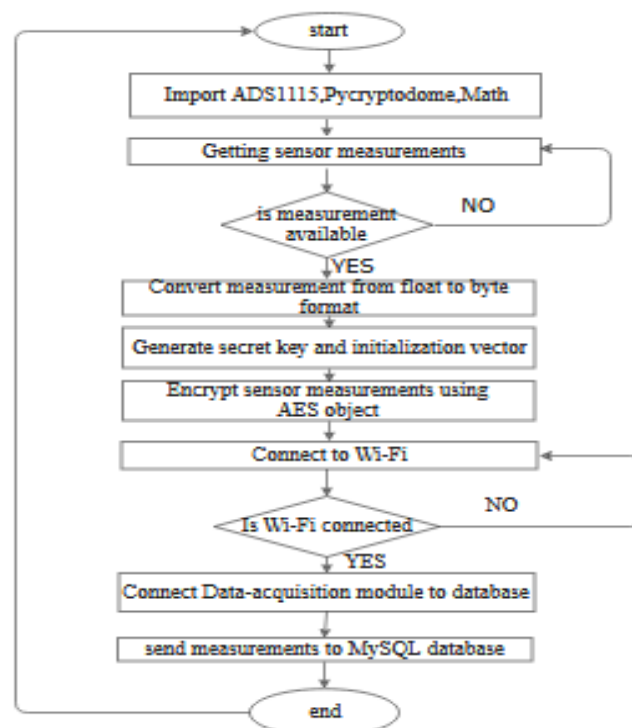 start
Import ADS1115,Pycryptodome,Math
Getting sensor measurements
is measurement
available
NO
YES
Convert measurement from float to byte
format
Generate secret key and initialization vector
Encrypt sensor measurements using
AES object
Connect to Wi-Fi
Is Wi-Fi connected
NO
YES
Connect Data-acquisition module to database
send measurements to MySQL database
end